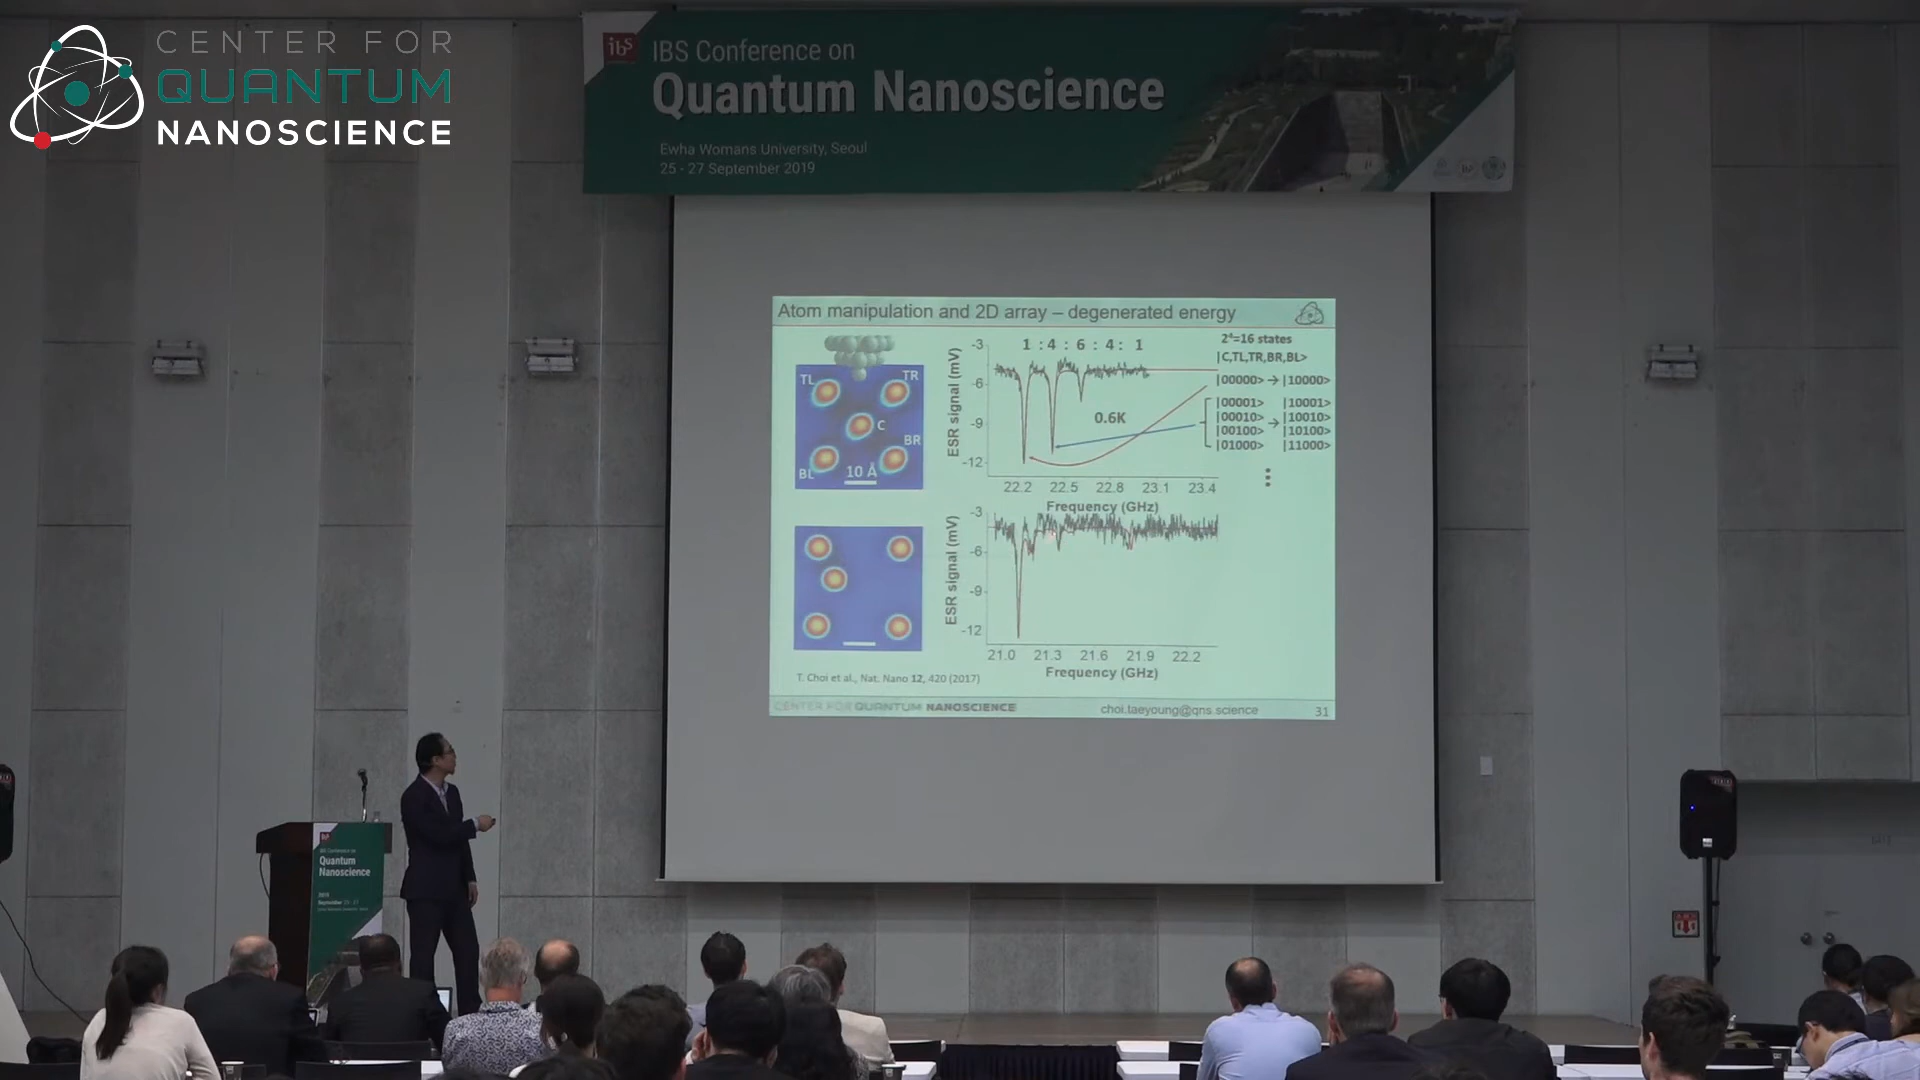 CENTER FOR
QUANTUM
NANOSCIENCE
ibS
IBS Conference on
Quantum Nanoscience
Ewha Womans University, Seoul
25 - 27 September 2019
Atom manipulation and 2D array – degenerated energy
TL
TR
C
BR
BL
10 Å
ESR signal (mV)
-3
-6
-9
-12
1 : 4 : 6 : 4 : 1
0.6K
22.2 22.5 22.8 23.1 23.4
Frequency (GHz)
2⁴=16 states
|C,TL,TR,BR,BL>
|00000> → |10000>
|00001> |10001>
|00010> → |10010>
|00100> |10100>
|01000> |11000>
ESR signal (mV)
-3
-6
-9
-12
21.0 21.3 21.6 21.9 22.2
Frequency (GHz)
T. Choi et al., Nat. Nano 12, 420 (2017)
CENTER FOR QUANTUM NANOSCIENCE
choi.taeyoung@qns.science
31
IBS Conference on
Quantum
Nanoscience
2019